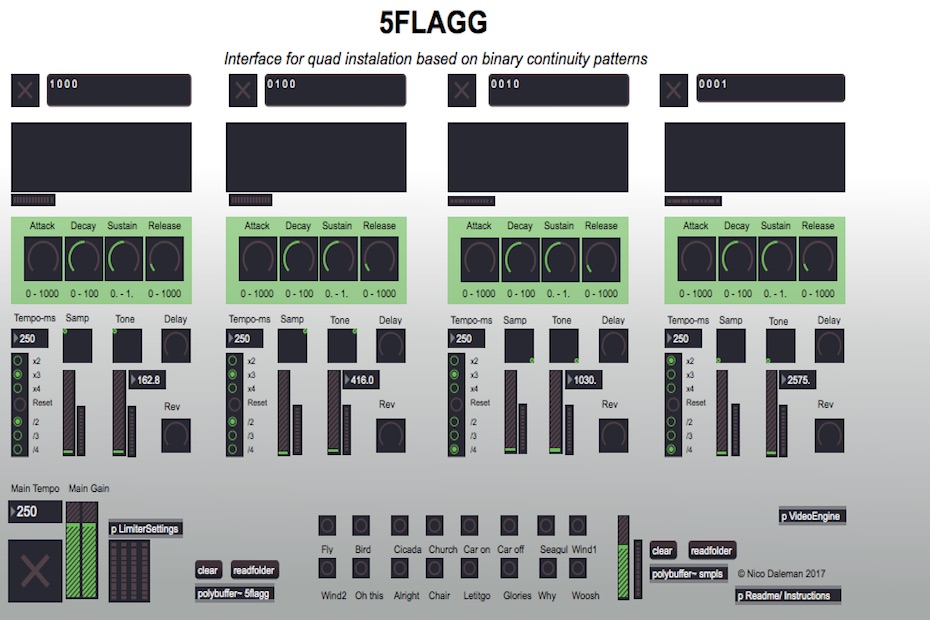 5FLAGG
Interface for quad instalation based on binary continuity patterns
1000 0100 0010 0001
Attack Decay Sustain Release Attack Decay Sustain Release Attack Decay Sustain Release Attack Decay Sustain Release
0 - 1000 0 - 100 0. - 1. 0 - 1000 0 - 1000 0 - 100 0. - 1. 0 - 1000 0 - 1000 0 - 100 0. - 1. 0 - 1000 0 - 1000 0 - 100 0. - 1. 0 - 1000
Tempo-ms Samp Tone Delay Tempo-ms Samp Tone Delay Tempo-ms Samp Tone Delay Tempo-ms Samp Tone Delay
250 250 250 250
x2 x2 x2 x2
x3 162.8 x3 416.0 x3 1030. x3 2575.
x4 x4 x4 x4
Reset Rev Reset Rev Reset Rev Reset Rev
/2 /2 /2 /2
/3 /3 /3 /3
/4 /4 /4 /4
Main Tempo Main Gain
250
p LimiterSettings
p VideoEngine
Fly Bird Cicada Church Car on Car off Seagul Wind1
clear readfolder
clear readfolder
polybuffer~ smpls
© Nico Daleman 2017
polybuffer~ 5flagg
Wind2 Oh this Alright Chair Letitgo Glories Why Woosh
p Readme/ Instructions